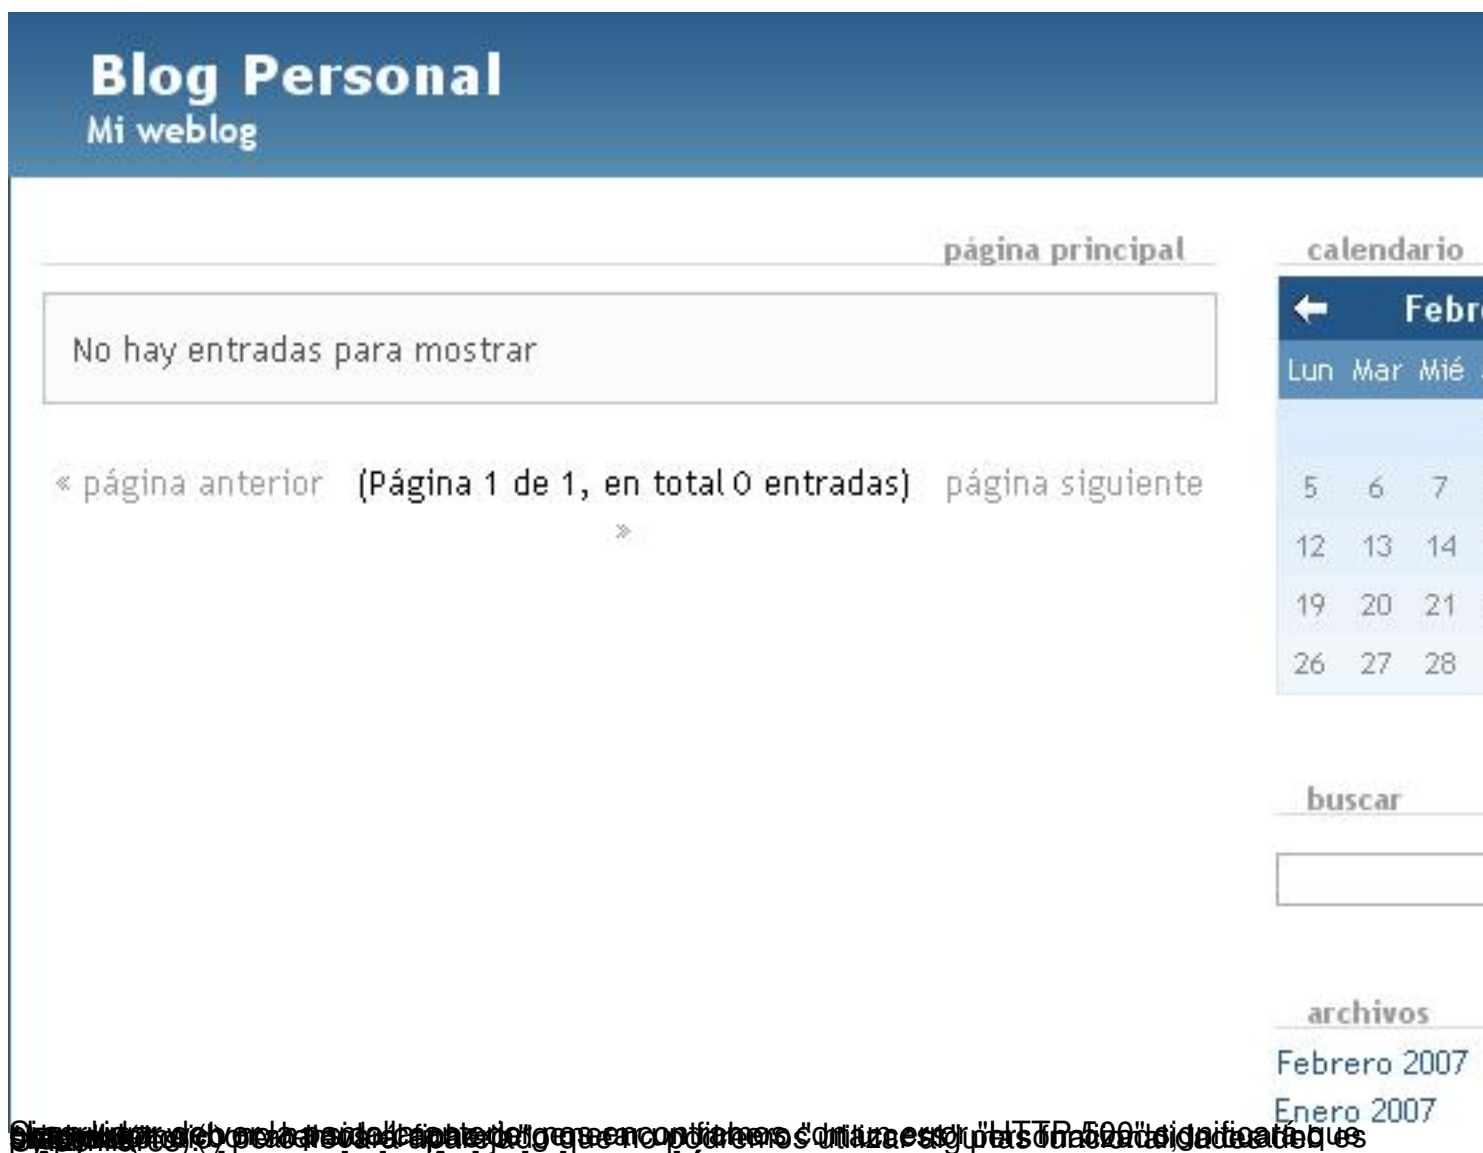 Blog Personal
Mi weblog
página principal
No hay entradas para mostrar
« página anterior (Página 1 de 1, en total 0 entradas) página siguiente
»
calendario
Lun Mar Mié
5 6 7
12 13 14
19 20 21
26 27 28
buscar
archivos
Febrero 2007
Enero 2007